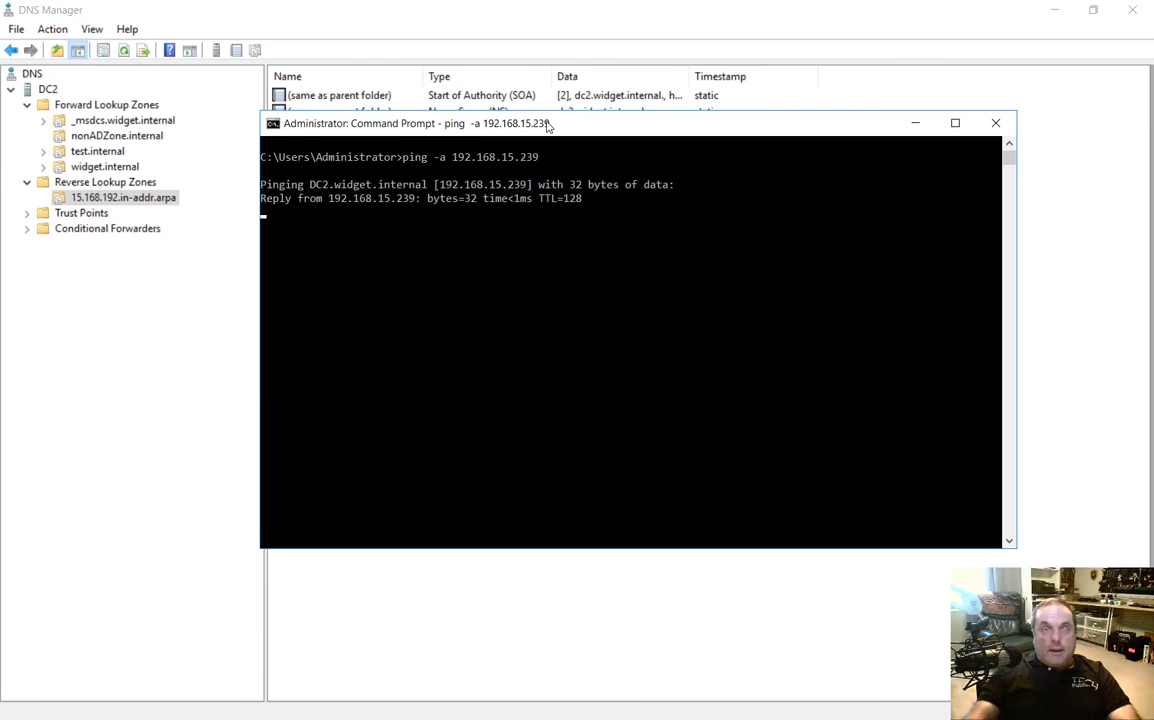 DNS Manager
File Action View Help
DNS
DC2
Forward Lookup Zones
_msdcs.widget.internal
nonADZone.internal
test.internal
widget.internal
Reverse Lookup Zones
15.168.192.in-addr.arpa
Trust Points
Conditional Forwarders
Name Type Data Timestamp
(same as parent folder) Start of Authority (SOA) [2], dc2.widget.internal., h... static
Administrator: Command Prompt - ping -a 192.168.15.239
C:\Users\Administrator>ping -a 192.168.15.239
Pinging DC2.widget.internal [192.168.15.239] with 32 bytes of data:
Reply from 192.168.15.239: bytes=32 time<1ms TTL=128